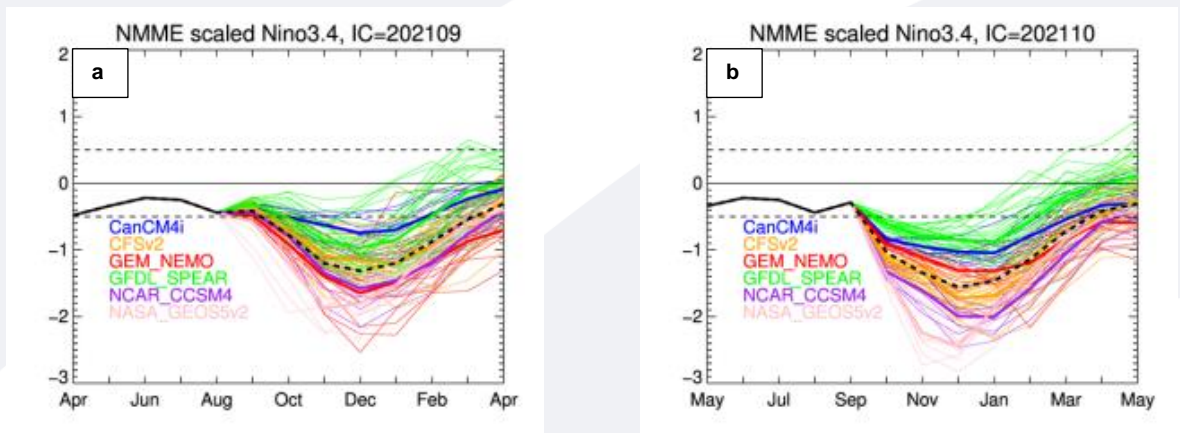 NMME scaled Nino3.4, IC=202109
a
2
1
0
−1
−2
−3
CanCM4i
CFSv2
GEM_NEMO
GFDL_SPEAR
NCAR_CCSM4
NASA_GEOS5v2
Apr Jun Aug Oct Dec Feb Apr
NMME scaled Nino3.4, IC=202110
b
2
1
0
−1
−2
−3
CanCM4i
CFSv2
GEM_NEMO
GFDL_SPEAR
NCAR_CCSM4
NASA_GEOS5v2
May Jul Sep Nov Jan Mar May